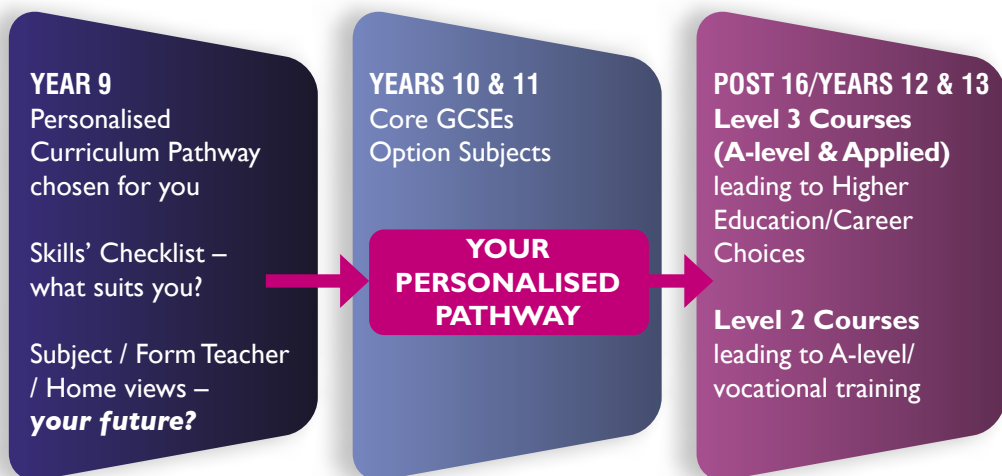 YEAR 9
Personalised
Curriculum Pathway
chosen for you
Skills’ Checklist –
what suits you?
Subject / Form Teacher
/ Home views –
your future?
YEARS 10 & 11
Core GCSEs
Option Subjects
YOUR
PERSONALISED
PATHWAY
POST 16/YEARS 12 & 13
Level 3 Courses
(A-level & Applied)
leading to Higher
Education/Career
Choices
Level 2 Courses
leading to A-level/
vocational training